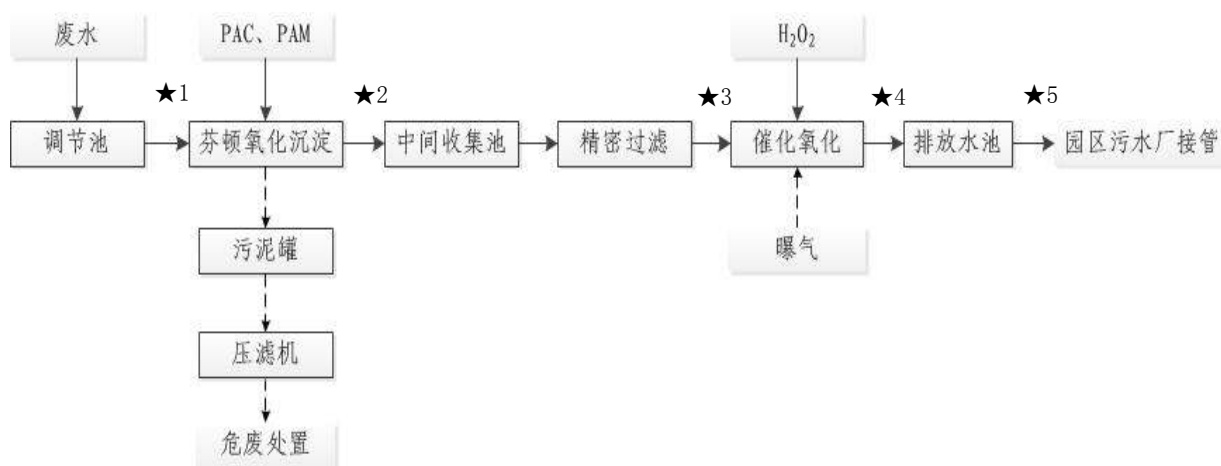 废水
PAC、PAM
H₂O₂
★1
★2
★3
★4
★5
调节池
芬顿氧化沉淀
中间收集池
精密过滤
催化氧化
排放水池
园区污水厂接管
污泥罐
曝气
压滤机
危废处置